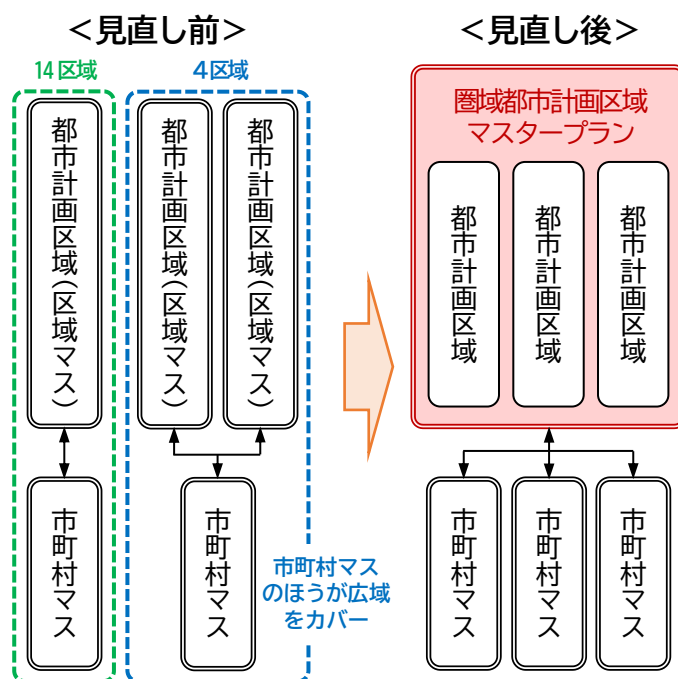 ＜見直し前＞
14区域
都市計画区域（区域マス）
市町村マス
４区域
都市計画区域（区域マス）
都市計画区域（区域マス）
市町村マス
市町村マス
のほうが広域
をカバー
＜見直し後＞
圏域都市計画区域
マスタープラン
都市計画区域
都市計画区域
都市計画区域
市町村マス
市町村マス
市町村マス